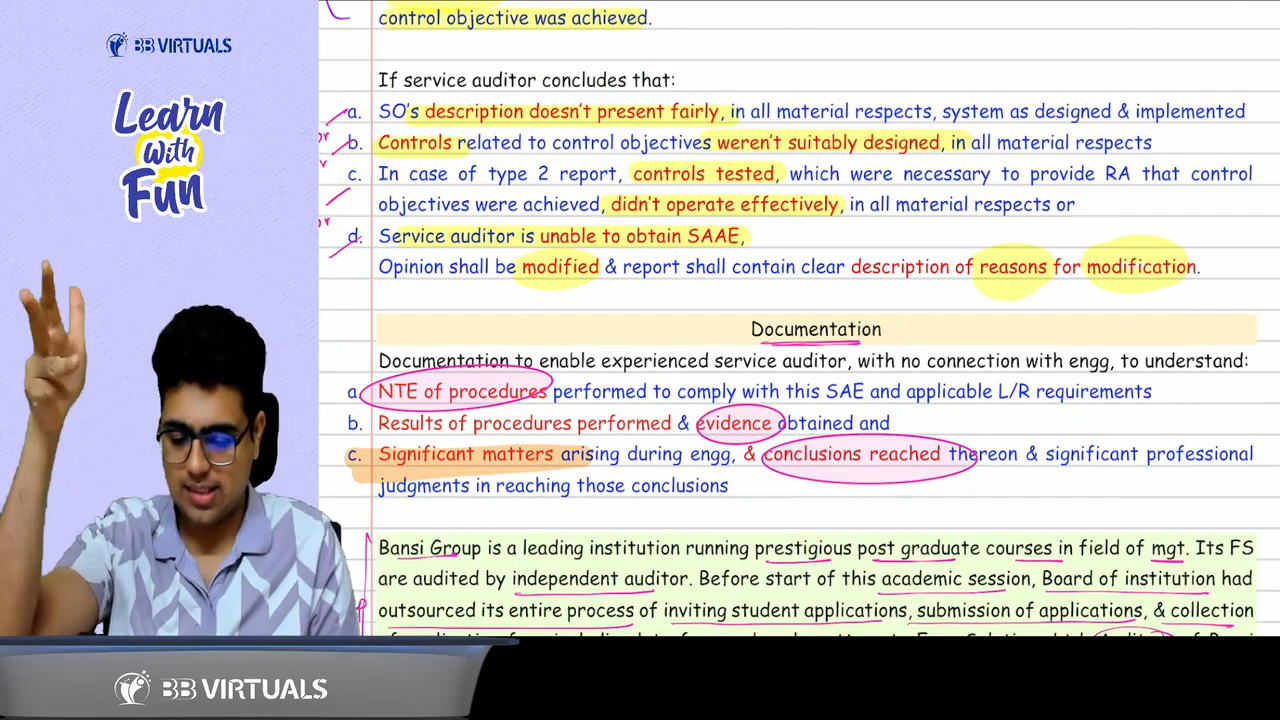 control objective was achieved.
BB VIRTUALS
Learn
With
Fun
If service auditor concludes that:
a. SO's description doesn't present fairly, in all material respects, system as designed & implemented
or
b. Controls related to control objectives weren't suitably designed, in all material respects
c. In case of type 2 report, controls tested, which were necessary to provide RA that control
objectives were achieved, didn't operate effectively, in all material respects or
or
d. Service auditor is unable to obtain SAAE,
Opinion shall be modified & report shall contain clear description of reasons for modification.
Documentation
Documentation to enable experienced service auditor, with no connection with engg, to understand:
a. NTE of procedures performed to comply with this SAE and applicable L/R requirements
b. Results of procedures performed & evidence obtained and
c. Significant matters arising during engg, & conclusions reached thereon & significant professional
judgments in reaching those conclusions
Bansi Group is a leading institution running prestigious post graduate courses in field of mgt. Its FS
are audited by independent auditor. Before start of this academic session, Board of institution had
outsourced its entire process of inviting student applications, submission of applications, & collection
BB VIRTUALS